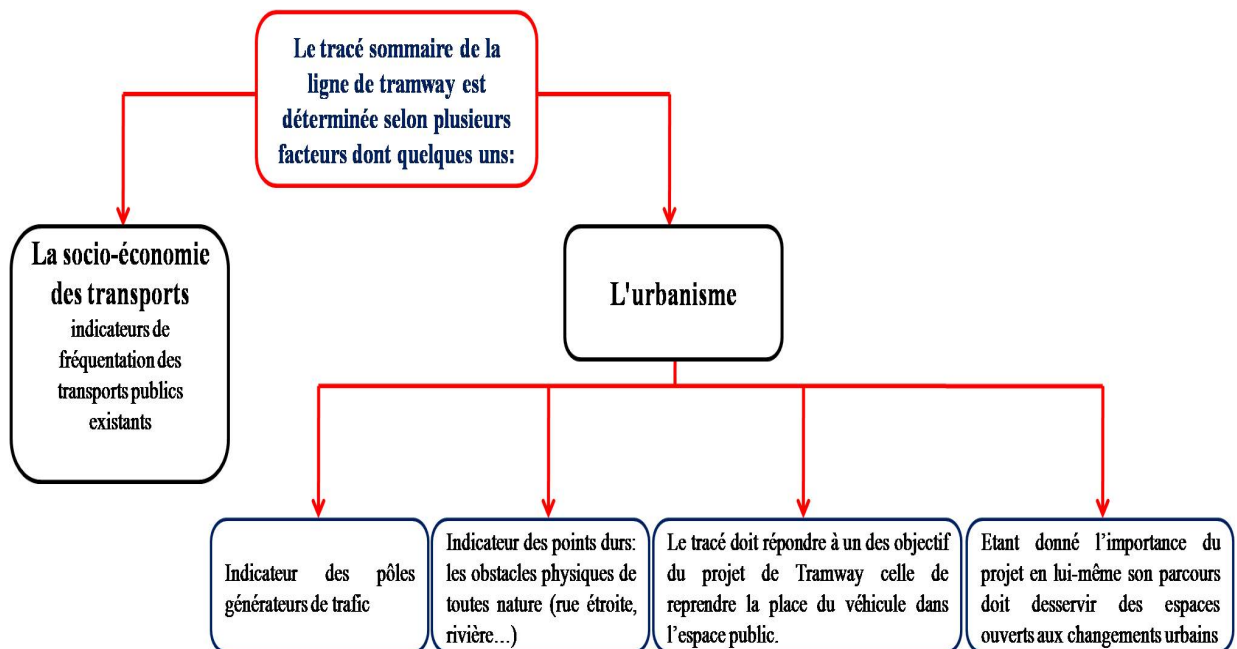 Le tracé sommaire de la
ligne de tramway est
déterminée selon plusieurs
facteurs dont quelques uns:
La socio-économie
des transports
indicateurs de
fréquentation des
transports publics
existants
L'urbanisme
Indicateur des pôles
générateurs de trafic
Indicateur des points durs:
les obstacles physiques de
toutes nature (rue étroite,
rivière…)
Le tracé doit répondre à un des objectif
du projet de Tramway celle de
reprendre la place du véhicule dans
l'espace public.
Etant donné l'importance du
projet en lui-même son parcours
doit desservir des espaces
ouverts aux changements urbains